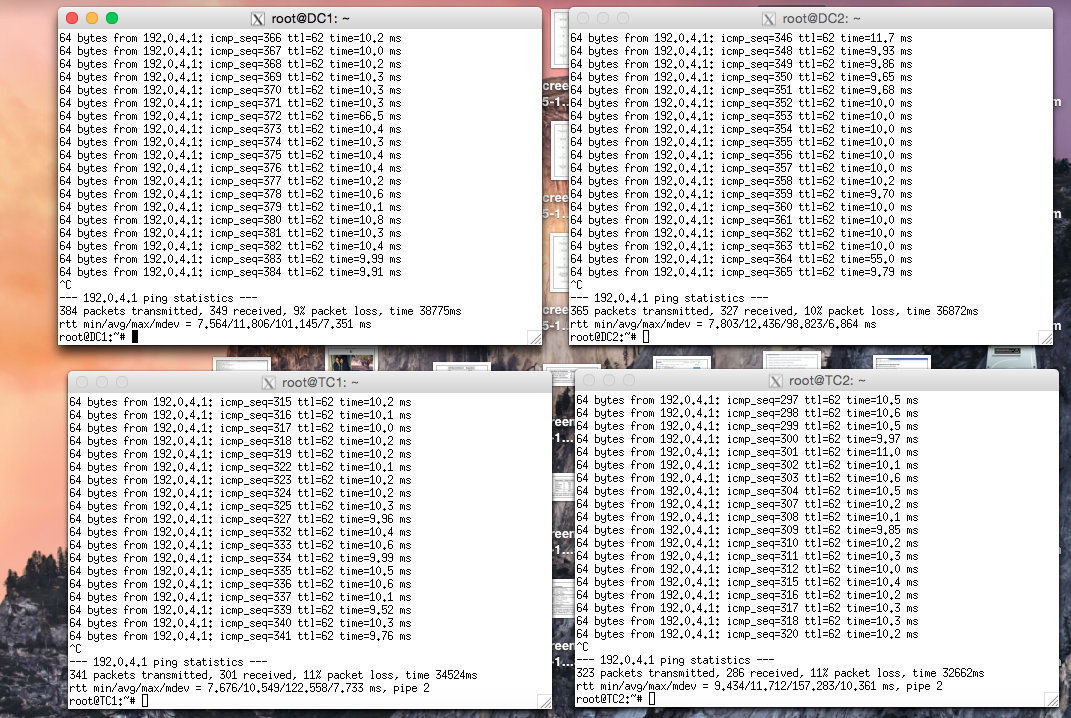 root@DC1: ~
64 bytes from 192.0.4.1: icmp_seq=366 ttl=62 time=10.2 ms
64 bytes from 192.0.4.1: icmp_seq=367 ttl=62 time=10.0 ms
64 bytes from 192.0.4.1: icmp_seq=368 ttl=62 time=10.2 ms
64 bytes from 192.0.4.1: icmp_seq=369 ttl=62 time=10.3 ms
64 bytes from 192.0.4.1: icmp_seq=370 ttl=62 time=10.3 ms
64 bytes from 192.0.4.1: icmp_seq=371 ttl=62 time=10.3 ms
64 bytes from 192.0.4.1: icmp_seq=372 ttl=62 time=66.5 ms
64 bytes from 192.0.4.1: icmp_seq=373 ttl=62 time=10.4 ms
64 bytes from 192.0.4.1: icmp_seq=374 ttl=62 time=10.3 ms
64 bytes from 192.0.4.1: icmp_seq=375 ttl=62 time=10.4 ms
64 bytes from 192.0.4.1: icmp_seq=376 ttl=62 time=10.4 ms
64 bytes from 192.0.4.1: icmp_seq=377 ttl=62 time=10.2 ms
64 bytes from 192.0.4.1: icmp_seq=378 ttl=62 time=10.6 ms
64 bytes from 192.0.4.1: icmp_seq=379 ttl=62 time=10.1 ms
64 bytes from 192.0.4.1: icmp_seq=380 ttl=62 time=10.8 ms
64 bytes from 192.0.4.1: icmp_seq=381 ttl=62 time=10.3 ms
64 bytes from 192.0.4.1: icmp_seq=382 ttl=62 time=10.4 ms
64 bytes from 192.0.4.1: icmp_seq=383 ttl=62 time=9.99 ms
64 bytes from 192.0.4.1: icmp_seq=384 ttl=62 time=9.91 ms
^C
--- 192.0.4.1 ping statistics ---
384 packets transmitted, 349 received, 9% packet loss, time 38775ms
rtt min/avg/max/mdev = 7.564/11.806/101.145/7.351 ms
root@DC1:~#
root@DC2: ~
64 bytes from 192.0.4.1: icmp_seq=346 ttl=62 time=11.7 ms
64 bytes from 192.0.4.1: icmp_seq=348 ttl=62 time=9.93 ms
64 bytes from 192.0.4.1: icmp_seq=349 ttl=62 time=9.86 ms
64 bytes from 192.0.4.1: icmp_seq=350 ttl=62 time=9.65 ms
64 bytes from 192.0.4.1: icmp_seq=351 ttl=62 time=9.68 ms
64 bytes from 192.0.4.1: icmp_seq=352 ttl=62 time=10.0 ms
64 bytes from 192.0.4.1: icmp_seq=353 ttl=62 time=10.0 ms
64 bytes from 192.0.4.1: icmp_seq=354 ttl=62 time=10.0 ms
64 bytes from 192.0.4.1: icmp_seq=355 ttl=62 time=10.0 ms
64 bytes from 192.0.4.1: icmp_seq=356 ttl=62 time=10.0 ms
64 bytes from 192.0.4.1: icmp_seq=357 ttl=62 time=10.0 ms
64 bytes from 192.0.4.1: icmp_seq=358 ttl=62 time=10.2 ms
64 bytes from 192.0.4.1: icmp_seq=359 ttl=62 time=9.70 ms
64 bytes from 192.0.4.1: icmp_seq=360 ttl=62 time=10.0 ms
64 bytes from 192.0.4.1: icmp_seq=361 ttl=62 time=10.0 ms
64 bytes from 192.0.4.1: icmp_seq=362 ttl=62 time=10.0 ms
64 bytes from 192.0.4.1: icmp_seq=363 ttl=62 time=10.0 ms
64 bytes from 192.0.4.1: icmp_seq=364 ttl=62 time=55.0 ms
64 bytes from 192.0.4.1: icmp_seq=365 ttl=62 time=9.79 ms
^C
--- 192.0.4.1 ping statistics ---
365 packets transmitted, 327 received, 10% packet loss, time 36872ms
rtt min/avg/max/mdev = 7.803/12.436/98.823/6.864 ms
root@DC2:~#
root@TC1: ~
64 bytes from 192.0.4.1: icmp_seq=315 ttl=62 time=10.2 ms
64 bytes from 192.0.4.1: icmp_seq=316 ttl=62 time=10.1 ms
64 bytes from 192.0.4.1: icmp_seq=317 ttl=62 time=10.0 ms
64 bytes from 192.0.4.1: icmp_seq=318 ttl=62 time=10.2 ms
64 bytes from 192.0.4.1: icmp_seq=319 ttl=62 time=10.2 ms
64 bytes from 192.0.4.1: icmp_seq=322 ttl=62 time=10.1 ms
64 bytes from 192.0.4.1: icmp_seq=323 ttl=62 time=10.2 ms
64 bytes from 192.0.4.1: icmp_seq=324 ttl=62 time=10.2 ms
64 bytes from 192.0.4.1: icmp_seq=325 ttl=62 time=10.3 ms
64 bytes from 192.0.4.1: icmp_seq=327 ttl=62 time=9.96 ms
64 bytes from 192.0.4.1: icmp_seq=332 ttl=62 time=10.4 ms
64 bytes from 192.0.4.1: icmp_seq=333 ttl=62 time=10.6 ms
64 bytes from 192.0.4.1: icmp_seq=334 ttl=62 time=9.99 ms
64 bytes from 192.0.4.1: icmp_seq=335 ttl=62 time=10.5 ms
64 bytes from 192.0.4.1: icmp_seq=336 ttl=62 time=10.6 ms
64 bytes from 192.0.4.1: icmp_seq=337 ttl=62 time=10.1 ms
64 bytes from 192.0.4.1: icmp_seq=339 ttl=62 time=9.52 ms
64 bytes from 192.0.4.1: icmp_seq=340 ttl=62 time=10.3 ms
64 bytes from 192.0.4.1: icmp_seq=341 ttl=62 time=9.76 ms
^C
--- 192.0.4.1 ping statistics ---
341 packets transmitted, 301 received, 11% packet loss, time 34524ms
rtt min/avg/max/mdev = 7.676/10.549/122.558/7.733 ms, pipe 2
root@TC1:~#
root@TC2: ~
64 bytes from 192.0.4.1: icmp_seq=297 ttl=62 time=10.5 ms
64 bytes from 192.0.4.1: icmp_seq=298 ttl=62 time=10.6 ms
64 bytes from 192.0.4.1: icmp_seq=299 ttl=62 time=10.5 ms
64 bytes from 192.0.4.1: icmp_seq=300 ttl=62 time=9.97 ms
64 bytes from 192.0.4.1: icmp_seq=301 ttl=62 time=11.0 ms
64 bytes from 192.0.4.1: icmp_seq=302 ttl=62 time=10.1 ms
64 bytes from 192.0.4.1: icmp_seq=303 ttl=62 time=10.6 ms
64 bytes from 192.0.4.1: icmp_seq=304 ttl=62 time=10.5 ms
64 bytes from 192.0.4.1: icmp_seq=307 ttl=62 time=10.2 ms
64 bytes from 192.0.4.1: icmp_seq=308 ttl=62 time=10.1 ms
64 bytes from 192.0.4.1: icmp_seq=309 ttl=62 time=9.85 ms
64 bytes from 192.0.4.1: icmp_seq=310 ttl=62 time=10.2 ms
64 bytes from 192.0.4.1: icmp_seq=311 ttl=62 time=10.3 ms
64 bytes from 192.0.4.1: icmp_seq=312 ttl=62 time=10.0 ms
64 bytes from 192.0.4.1: icmp_seq=315 ttl=62 time=10.4 ms
64 bytes from 192.0.4.1: icmp_seq=316 ttl=62 time=10.2 ms
64 bytes from 192.0.4.1: icmp_seq=317 ttl=62 time=10.3 ms
64 bytes from 192.0.4.1: icmp_seq=318 ttl=62 time=10.3 ms
64 bytes from 192.0.4.1: icmp_seq=320 ttl=62 time=10.2 ms
^C
--- 192.0.4.1 ping statistics ---
323 packets transmitted, 286 received, 11% packet loss, time 32662ms
rtt min/avg/max/mdev = 9.434/11.712/157.283/10.361 ms, pipe 2
root@TC2:~#